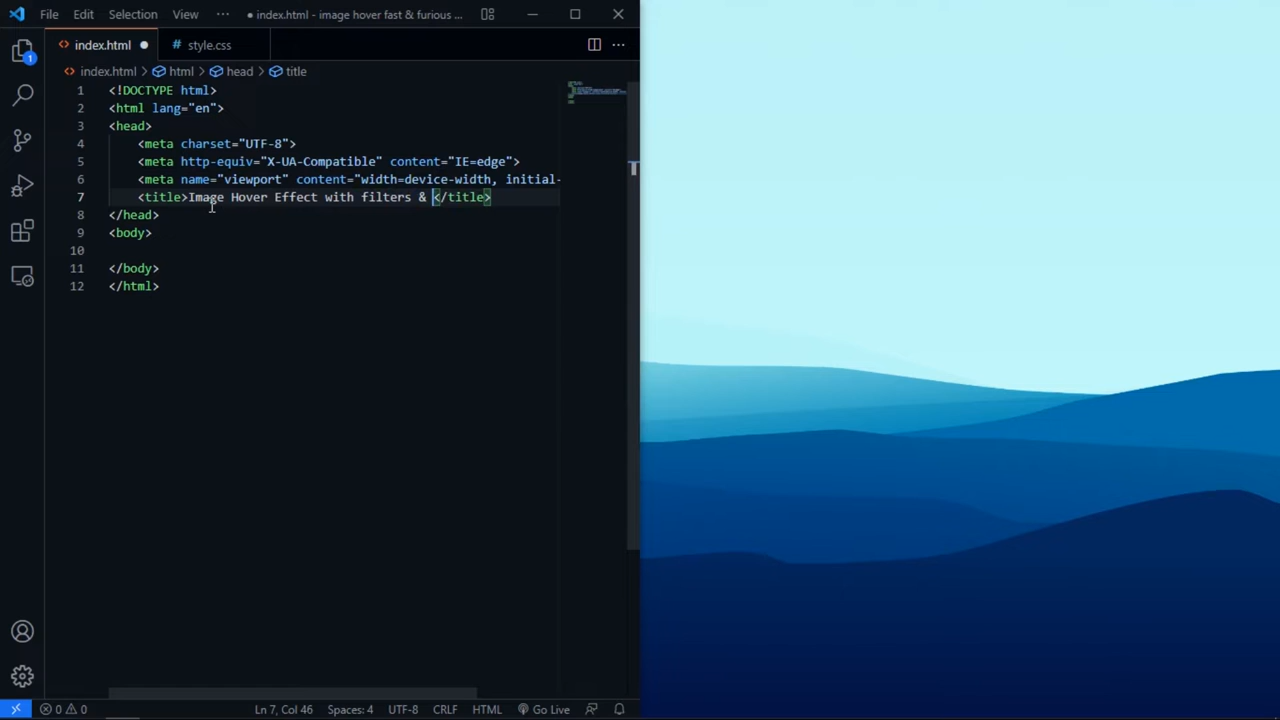 File Edit Selection View ··· ● index.html - image hover fast & furious ...
index.html ● # style.css ···
index.html > html > head > title
1 <!DOCTYPE html>
2 <html lang="en">
3 <head>
4 <meta charset="UTF-8">
5 <meta http-equiv="X-UA-Compatible" content="IE=edge">
6 <meta name="viewport" content="width=device-width, initial-
7 <title>Image Hover Effect with filters & </title>
8 </head>
9 <body>
10
11 </body>
12 </html>
1
0 0 Ln 7, Col 46 Spaces: 4 UTF-8 CRLF HTML Go Live